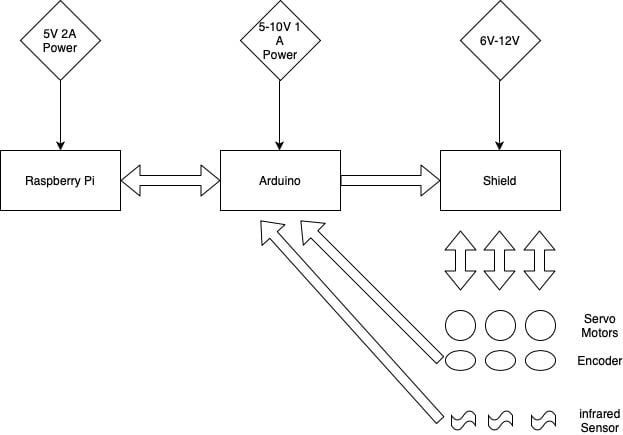 5V 2A
Power
5-10V 1
A
Power
6V-12V
Raspberry Pi
Arduino
Shield
Servo
Motors
Encoder
infrared
Sensor